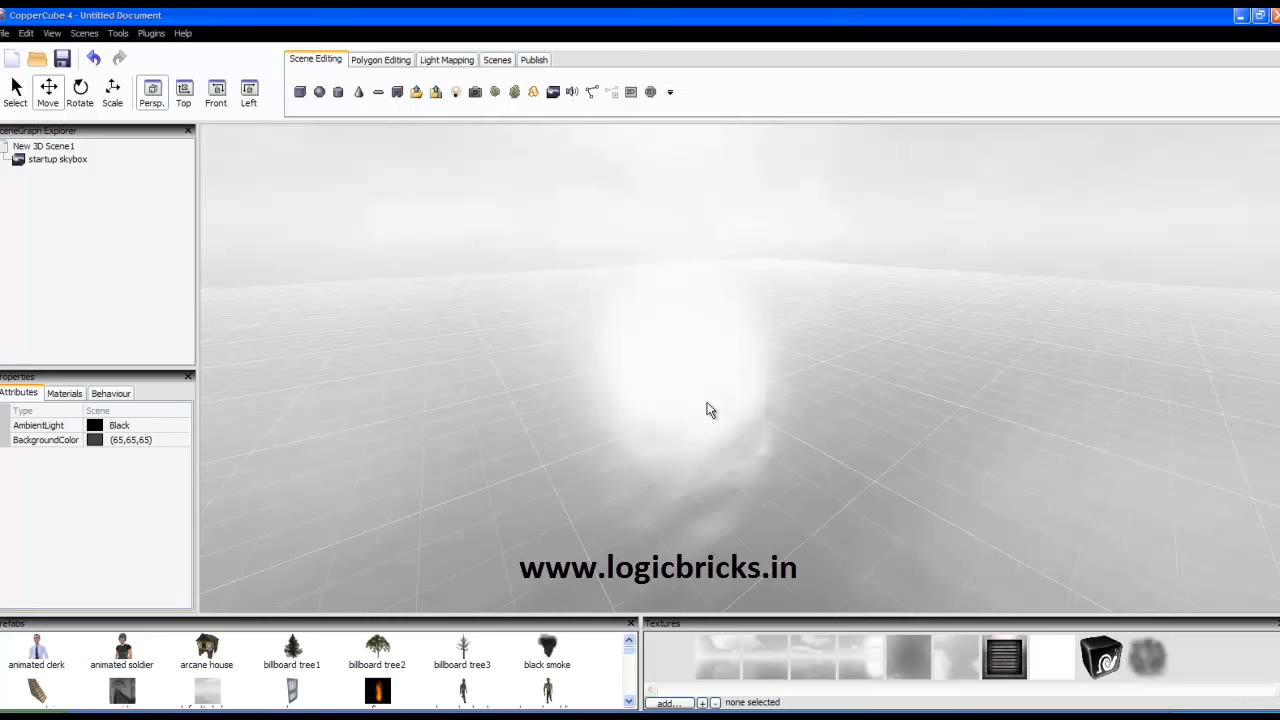 CopperCube 4 - Untitled Document
Edit View Scenes Tools Plugins Help
Scene Editing Polygon Editing Light Mapping Scenes Publish
Select Move Rotate Scale Persp. Top Front Left
SceneGraph Explorer
New 3D Scene1
startup skybox
Attributes Materials Behaviour
Type Scene
AmbientLight Black
BackgroundColor (65,65,65)
www.logicbricks.in
Textures
animated clerk animated soldier arcane house billboard tree1 billboard tree2 billboard tree3 black smoke
add... + - none selected